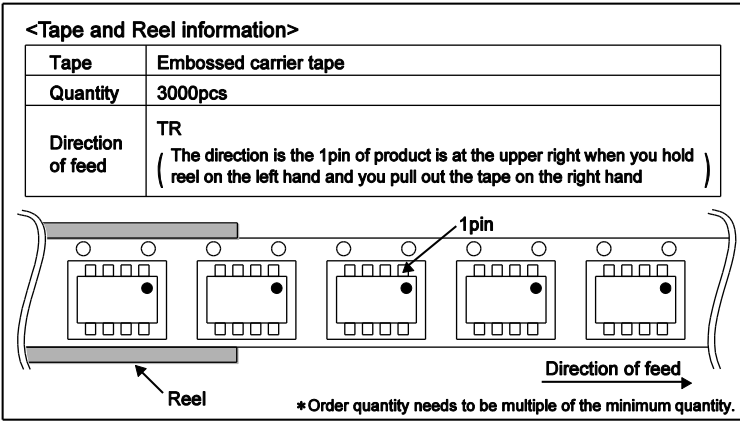 <Tape and Reel information>
Tape Embossed carrier tape
Quantity 3000pcs
Direction of feed TR
( The direction is the 1pin of product is at the upper right when you hold
reel on the left hand and you pull out the tape on the right hand )
1pin
Direction of feed
Reel
*Order quantity needs to be multiple of the minimum quantity.